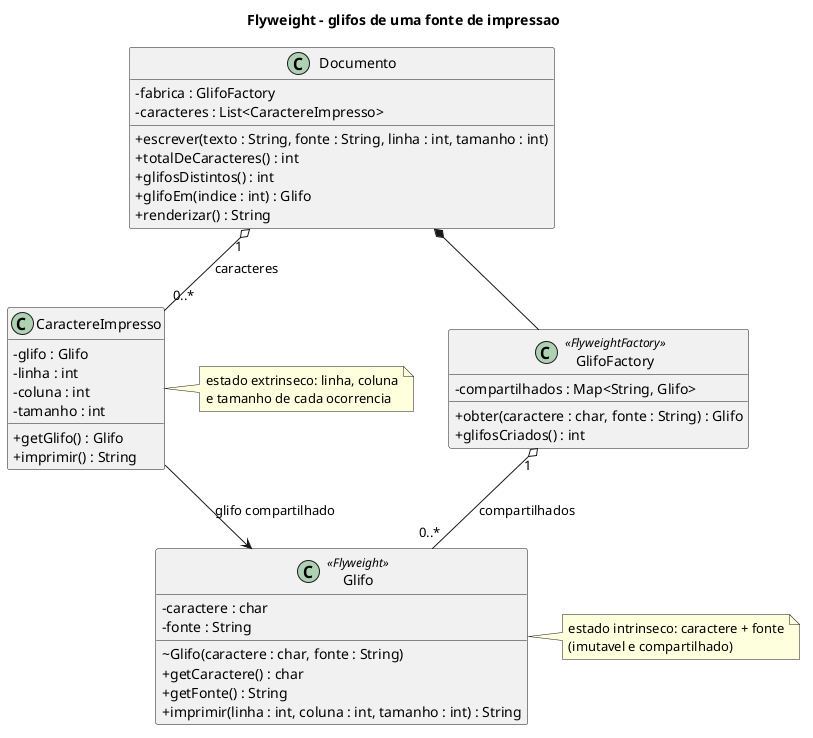 Flyweight - glifos de uma fonte de impressao
C Documento
-fabrica : GlifoFactory
-caracteres : List<CaractereImpresso>
+escrever(texto : String, fonte : String, linha : int, tamanho : int)
+totalDeCaracteres() : int
+glifosDistintos() : int
+glifoEm(indice : int) : Glifo
+renderizar() : String
1
caracteres
0..*
C CaractereImpresso
-glifo : Glifo
-linha : int
-coluna : int
-tamanho : int
+getGlifo() : Glifo
+imprimir() : String
estado extrinseco: linha, coluna
e tamanho de cada ocorrencia
C «FlyweightFactory»
GlifoFactory
-compartilhados : Map<String, Glifo>
+obter(caractere : char, fonte : String) : Glifo
+glifosCriados() : int
1
glifo compartilhado
compartilhados
0..*
C «Flyweight»
Glifo
-caractere : char
-fonte : String
~Glifo(caractere : char, fonte : String)
+getCaractere() : char
+getFonte() : String
+imprimir(linha : int, coluna : int, tamanho : int) : String
estado intrinseco: caractere + fonte
(imutavel e compartilhado)